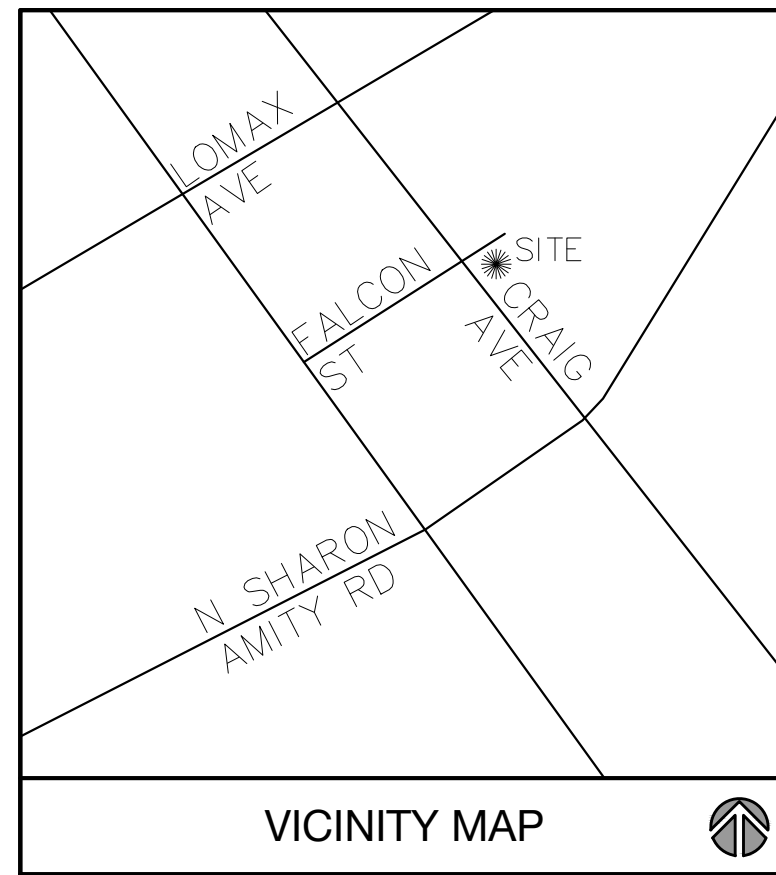 LOMAX
AVE
SITE
FALCON
ST
CRAIG
AVE
N SHARON
AMITY RD
VICINITY MAP